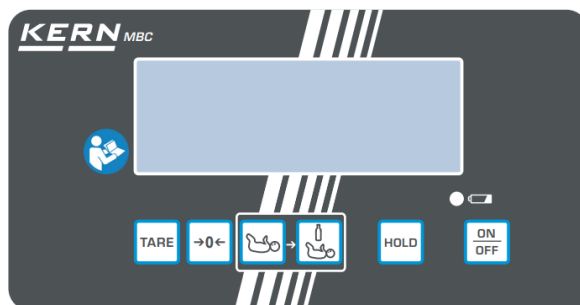 KERN MBC
TARE
→0←
→
HOLD
ON
OFF